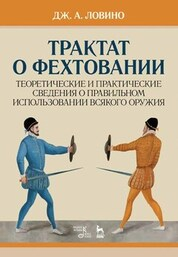 ДЖ. А. ЛОВИНО
ТРАКТАТ
О ФЕХТОВАНИИ
ТЕОРЕТИЧЕСКИЕ И ПРАКТИЧЕСКИЕ
СВЕДЕНИЯ О ПРАВИЛЬНОМ
ИСПОЛЬЗОВАНИИ ВСЯКОГО ОРУЖИЯ